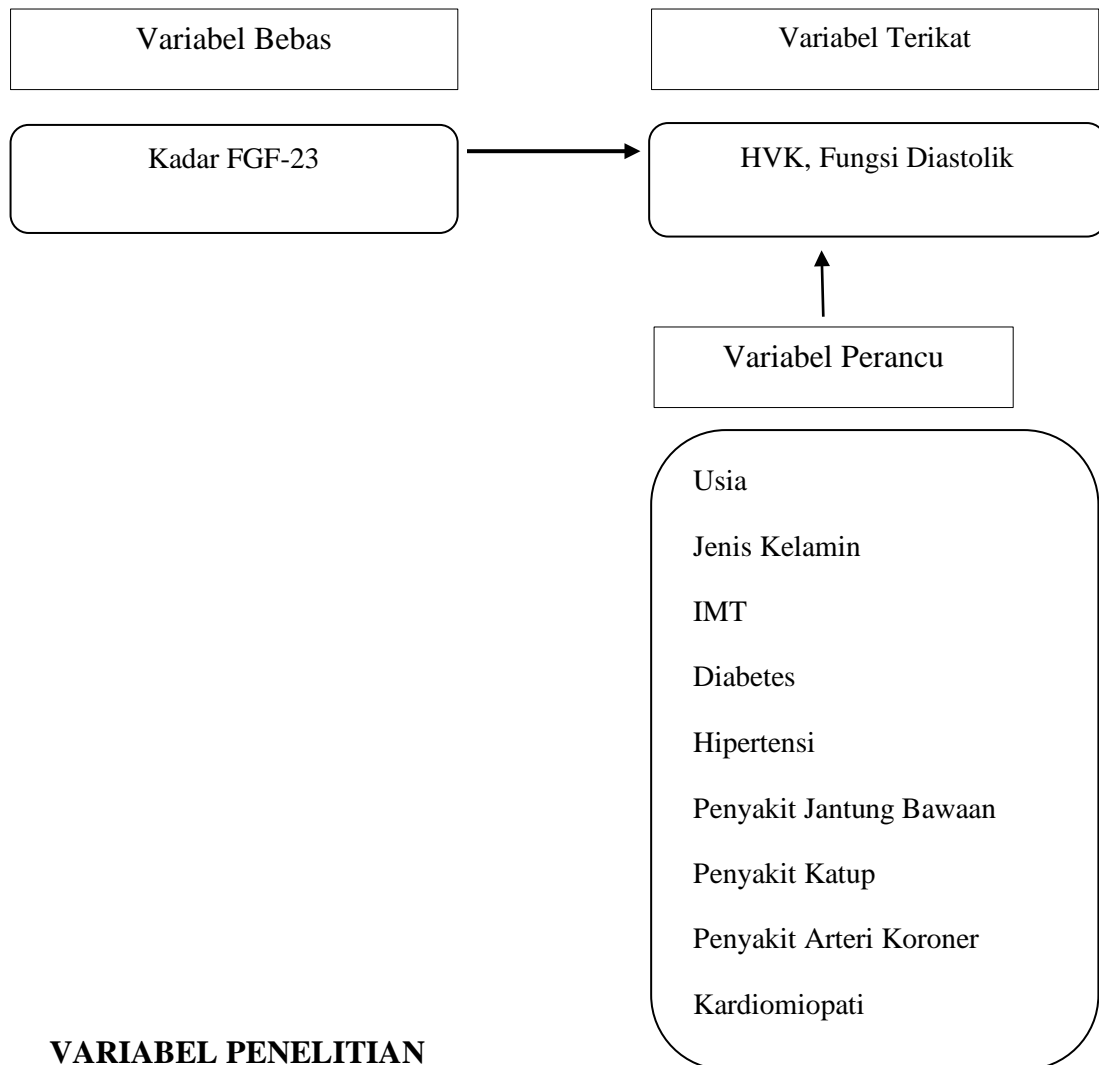 Variabel Bebas
Variabel Terikat
Kadar FGF-23
HVK, Fungsi Diastolik
Variabel Perancu
Usia
Jenis Kelamin
IMT
Diabetes
Hipertensi
Penyakit Jantung Bawaan
Penyakit Katup
Penyakit Arteri Koroner
Kardiomiopati
VARIABEL PENELITIAN